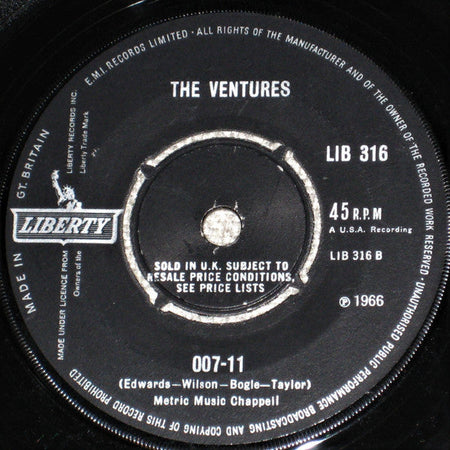 E.M.I. RECORDS LIMITED · ALL RIGHTS OF THE MANUFACTURER AND OF THE OWNER OF THE RECORDED WORK RESERVED
UNAUTHORISED PUBLIC PERFORMANCE BROADCASTING AND COPYING OF THIS RECORD PROHIBITED
MADE IN GT. BRITAIN
THE VENTURES
LIBERTY RECORDS INC.
Liberty Trade Mark
LIBERTY
MADE UNDER LICENCE FROM
Owners of the
LIB 316
45 R.P.M
A U.S.A. Recording
LIB 316 B
℗ 1966
SOLD IN U.K. SUBJECT TO
RESALE PRICE CONDITIONS,
SEE PRICE LISTS
007-11
(Edwards—Wilson—Bogle—Taylor)
Metric Music Chappell